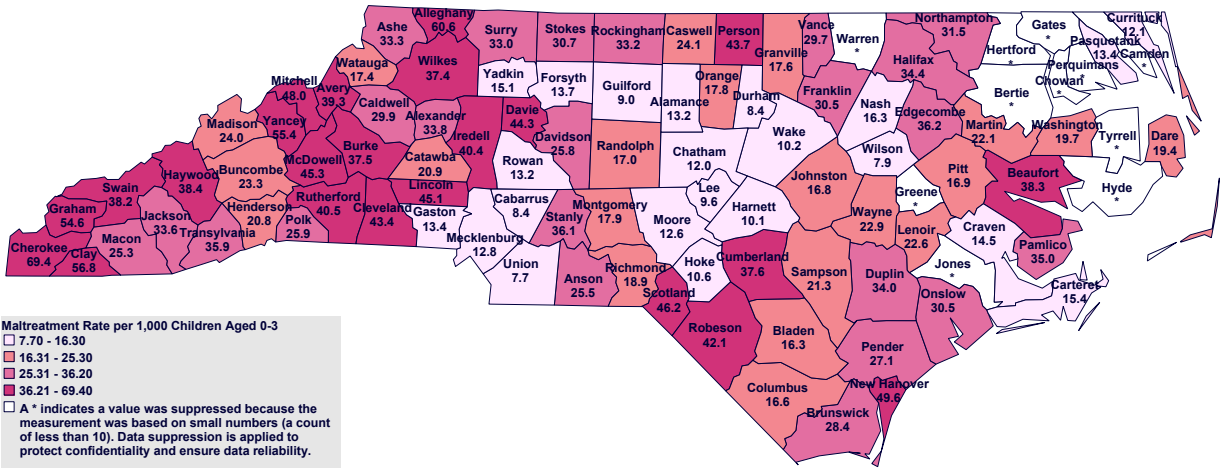 Alleghany
60.6
Ashe
33.3
Surry
33.0
Stokes
30.7
Rockingham
33.2
Caswell
24.1
Person
43.7
Granville
17.6
Vance
29.7
Warren
*
Northampton
31.5
Gates
*
Currituck
12.1
Pasquotank
13.4
Camden
*
Hertford
*
Perquimans
*
Chowan
*
Halifax
34.4
Bertie
*
Watauga
17.4
Wilkes
37.4
Yadkin
15.1
Forsyth
13.7
Guilford
9.0
Alamance
13.2
Orange
17.8
Durham
8.4
Franklin
30.5
Nash
16.3
Edgecombe
36.2
Martin
22.1
Washington
19.7
Tyrrell
*
Dare
19.4
Mitchell
48.0
Avery
39.3
Caldwell
29.9
Alexander
33.8
Iredell
40.4
Davie
44.3
Davidson
25.8
Randolph
17.0
Chatham
12.0
Wake
10.2
Wilson
7.9
Pitt
16.9
Beaufort
38.3
Hyde
*
Madison
24.0
Yancey
55.4
McDowell
45.3
Burke
37.5
Catawba
20.9
Rowan
13.2
Johnston
16.8
Greene
*
Haywood
38.4
Buncombe
23.3
Rutherford
40.5
Cleveland
43.4
Lincoln
45.1
Gaston
13.4
Cabarrus
8.4
Stanly
36.1
Montgomery
17.9
Moore
12.6
Lee
9.6
Harnett
10.1
Wayne
22.9
Lenoir
22.6
Craven
14.5
Pamlico
35.0
Swain
38.2
Graham
54.6
Jackson
33.6
Transylvania
35.9
Henderson
20.8
Polk
25.9
Mecklenburg
12.8
Cherokee
69.4
Clay
56.8
Macon
25.3
Union
7.7
Anson
25.5
Richmond
18.9
Hoke
10.6
Cumberland
37.6
Sampson
21.3
Duplin
34.0
Jones
*
Onslow
30.5
Carteret
15.4
Scotland
46.2
Robeson
42.1
Bladen
16.3
Pender
27.1
Columbus
16.6
New Hanover
49.6
Brunswick
28.4
Maltreatment Rate per 1,000 Children Aged 0-3
7.70 - 16.30
16.31 - 25.30
25.31 - 36.20
36.21 - 69.40
A * indicates a value was suppressed because the
measurement was based on small numbers (a count
of less than 10). Data suppression is applied to
protect confidentiality and ensure data reliability.